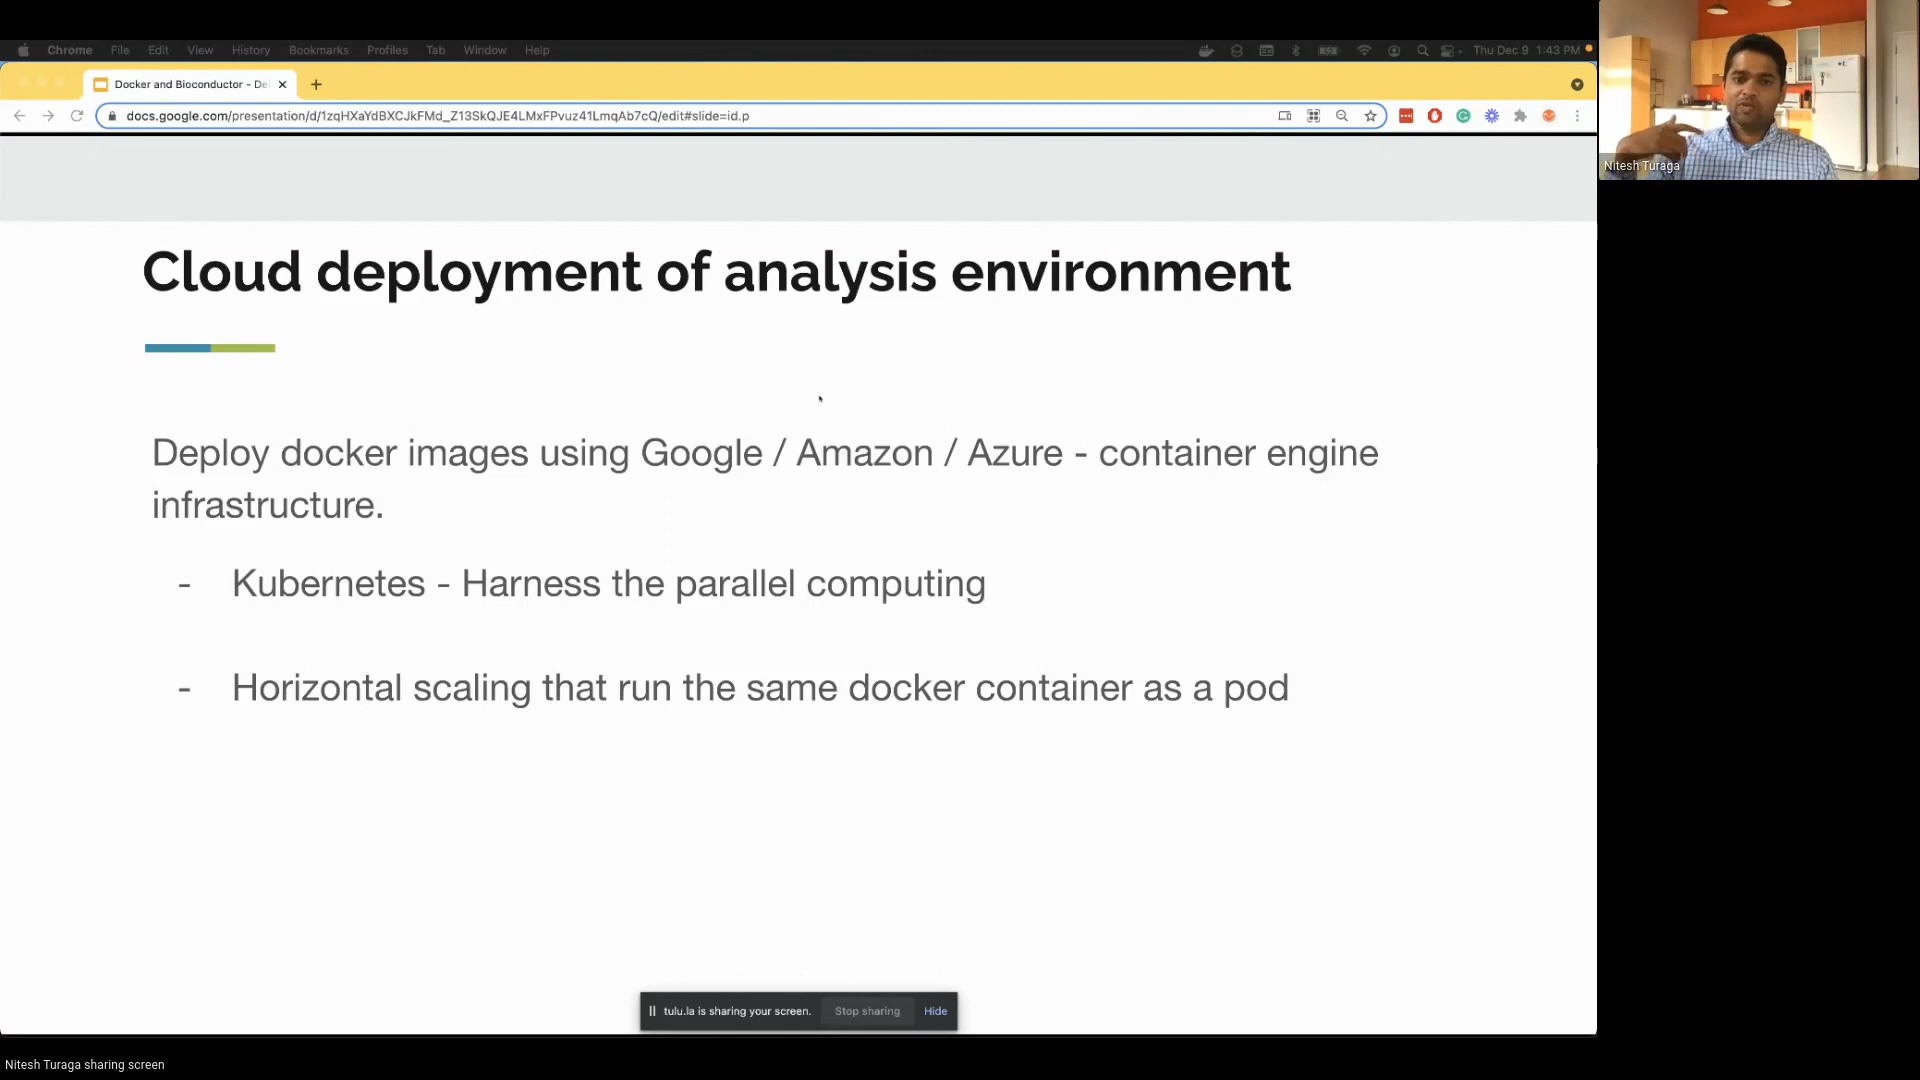 Chrome File Edit View History Bookmarks Profiles Tab Window Help
Thu Dec 9 1:43 PM
Docker and Bioconductor - De
docs.google.com/presentation/d/1zqHXaYdBXCJkFMd_Z13SkQJE4LMxFPvuz41LmqAb7cQ/edit#slide=id.p
Nitesh Turaga
Cloud deployment of analysis environment
Deploy docker images using Google / Amazon / Azure - container engine
infrastructure.
- Kubernetes - Harness the parallel computing
- Horizontal scaling that run the same docker container as a pod
tulu.la is sharing your screen. Stop sharing Hide
Nitesh Turaga sharing screen